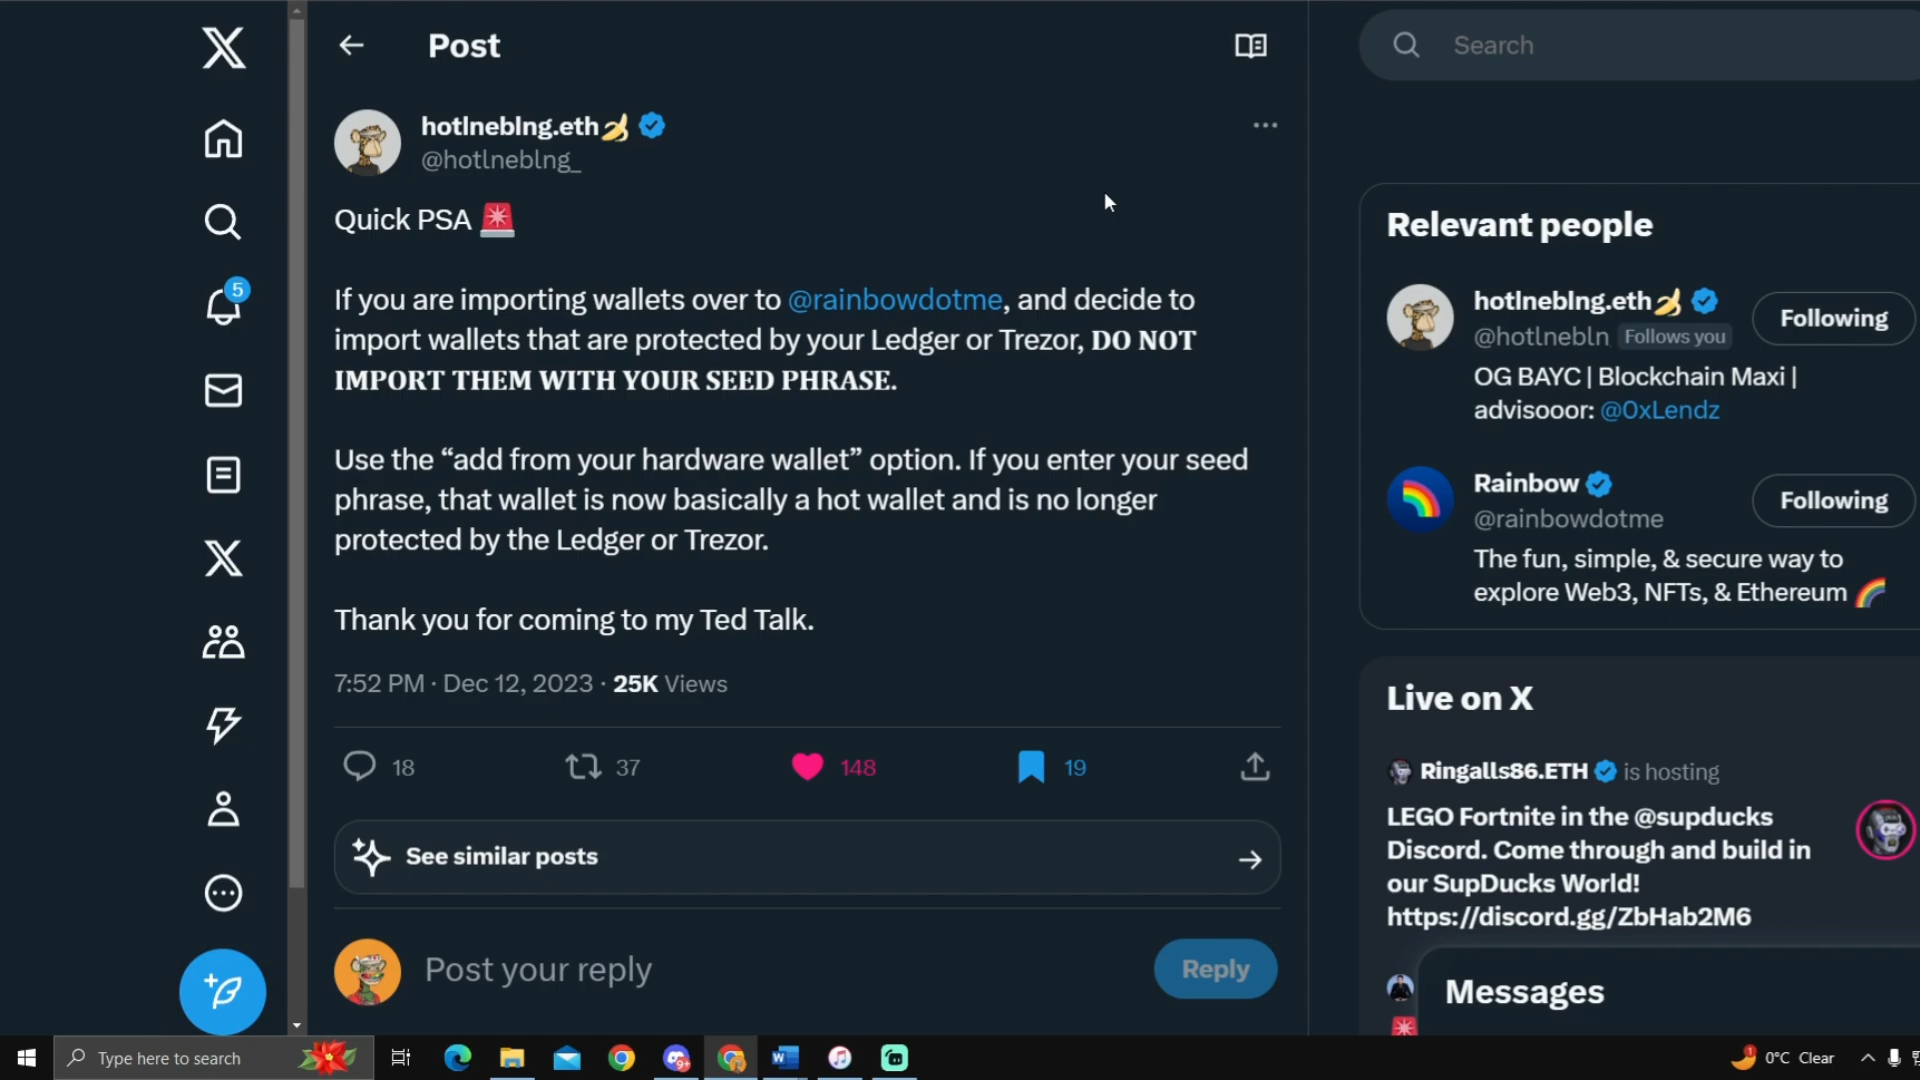 Post
Search
hotlneblng.eth🍌
@hotlneblng_
Quick PSA 🚨
If you are importing wallets over to @rainbowdotme, and decide to
import wallets that are protected by your Ledger or Trezor, 𝐃𝐎 𝐍𝐎𝐓
𝐈𝐌𝐏𝐎𝐑𝐓 𝐓𝐇𝐄𝐌 𝐖𝐈𝐓𝐇 𝐘𝐎𝐔𝐑 𝐒𝐄𝐄𝐃 𝐏𝐇𝐑𝐀𝐒𝐄.
Use the “add from your hardware wallet” option. If you enter your seed
phrase, that wallet is now basically a hot wallet and is no longer
protected by the Ledger or Trezor.
Thank you for coming to my Ted Talk.
7:52 PM · Dec 12, 2023 · 25K Views
18 37 148 19
See similar posts
Post your reply
Reply
5
Relevant people
hotlneblng.eth🍌
Following
@hotlnebln Follows you
OG BAYC | Blockchain Maxi |
advisooor: @0xLendz
Rainbow
Following
@rainbowdotme
The fun, simple, & secure way to
explore Web3, NFTs, & Ethereum 🌈
Live on X
Ringalls86.ETH is hosting
LEGO Fortnite in the @supducks
Discord. Come through and build in
our SupDucks World!
https://discord.gg/ZbHab2M6
Messages
Type here to search
9+
1
0°C Clear